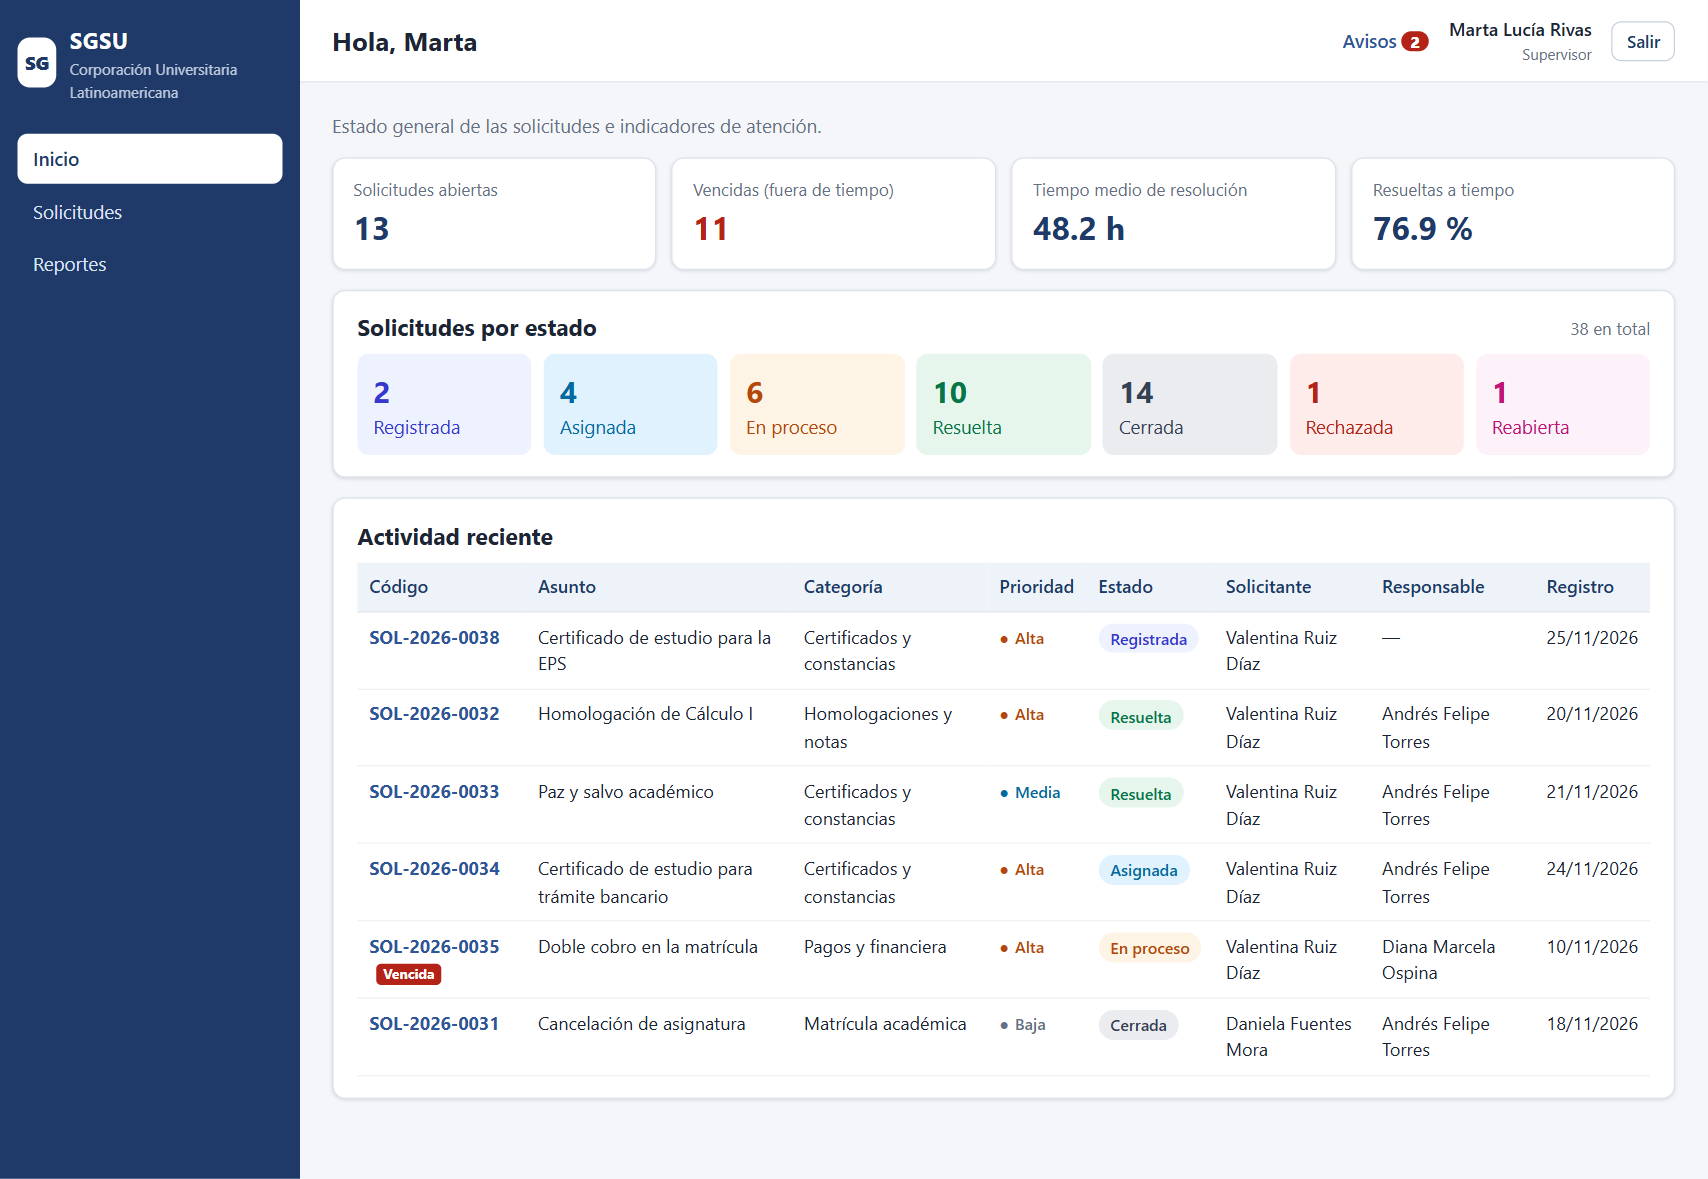 SG
SGSU
Corporación Universitaria
Latinoamericana
Inicio
Solicitudes
Reportes
Hola, Marta
Avisos 2
Marta Lucía Rivas
Supervisor
Salir
Estado general de las solicitudes e indicadores de atención.
Solicitudes abiertas
13
Vencidas (fuera de tiempo)
11
Tiempo medio de resolución
48.2 h
Resueltas a tiempo
76.9 %
Solicitudes por estado
38 en total
2
Registrada
4
Asignada
6
En proceso
10
Resuelta
14
Cerrada
1
Rechazada
1
Reabierta
Actividad reciente
Código Asunto Categoría Prioridad Estado Solicitante Responsable Registro
SOL-2026-0038 Certificado de estudio para la Certificados y • Alta Registrada Valentina Ruiz — 25/11/2026
EPS constancias Díaz
SOL-2026-0032 Homologación de Cálculo I Homologaciones y • Alta Resuelta Valentina Ruiz Andrés Felipe 20/11/2026
notas Díaz Torres
SOL-2026-0033 Paz y salvo académico Certificados y • Media Resuelta Valentina Ruiz Andrés Felipe 21/11/2026
constancias Díaz Torres
SOL-2026-0034 Certificado de estudio para Certificados y • Alta Asignada Valentina Ruiz Andrés Felipe 24/11/2026
trámite bancario constancias Díaz Torres
SOL-2026-0035 Doble cobro en la matrícula Pagos y financiera • Alta En proceso Valentina Ruiz Diana Marcela 10/11/2026
Vencida Díaz Ospina
SOL-2026-0031 Cancelación de asignatura Matrícula académica • Baja Cerrada Daniela Fuentes Andrés Felipe 18/11/2026
Mora Torres